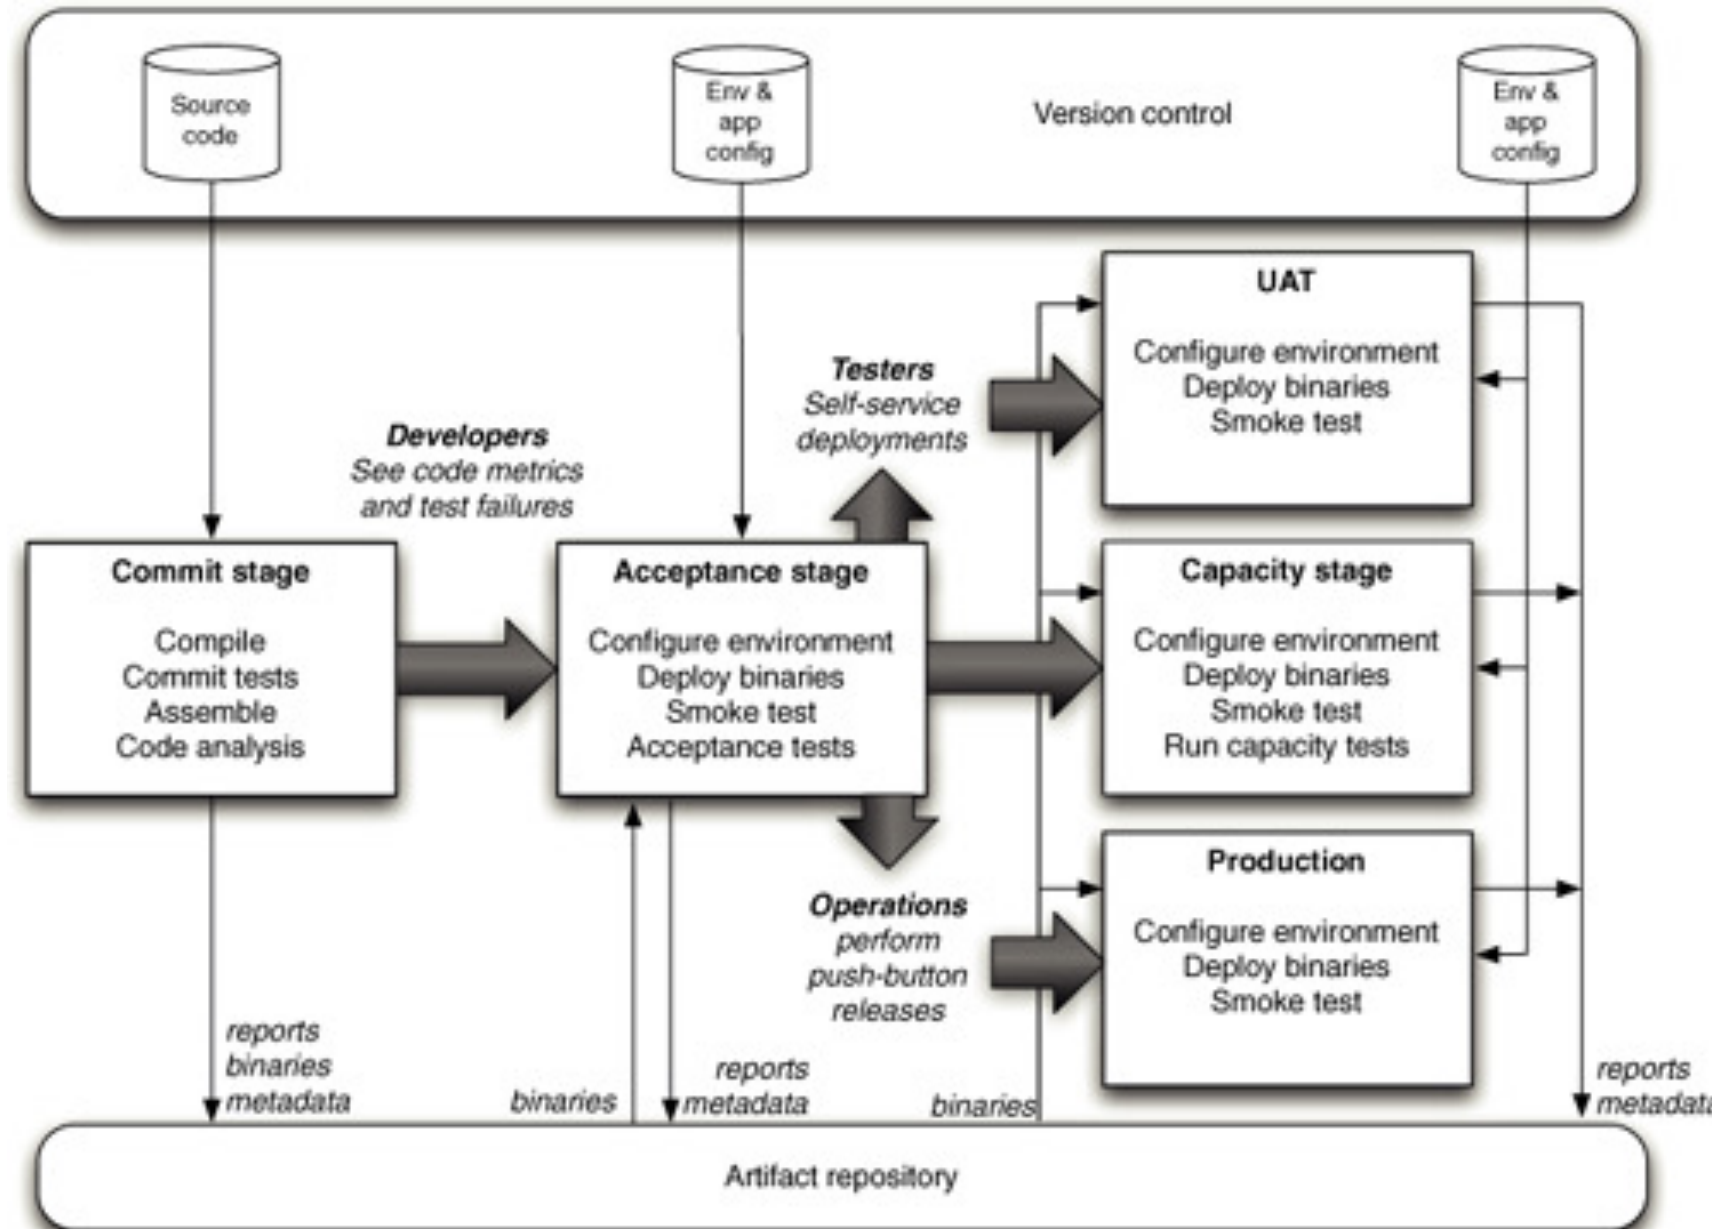 Source
code
Env &
app
config
Version control
Env &
app
config
UAT
Configure environment
Deploy binaries
Smoke test
Testers
Self-service
deployments
Developers
See code metrics
and test failures
Commit stage
Compile
Commit tests
Assemble
Code analysis
Acceptance stage
Configure environment
Deploy binaries
Smoke test
Acceptance tests
Capacity stage
Configure environment
Deploy binaries
Smoke test
Run capacity tests
Production
Configure environment
Deploy binaries
Smoke test
Operations
perform
push-button
releases
reports
binaries
metadata
binaries
reports
metadata
binaries
reports
metadata
Artifact repository